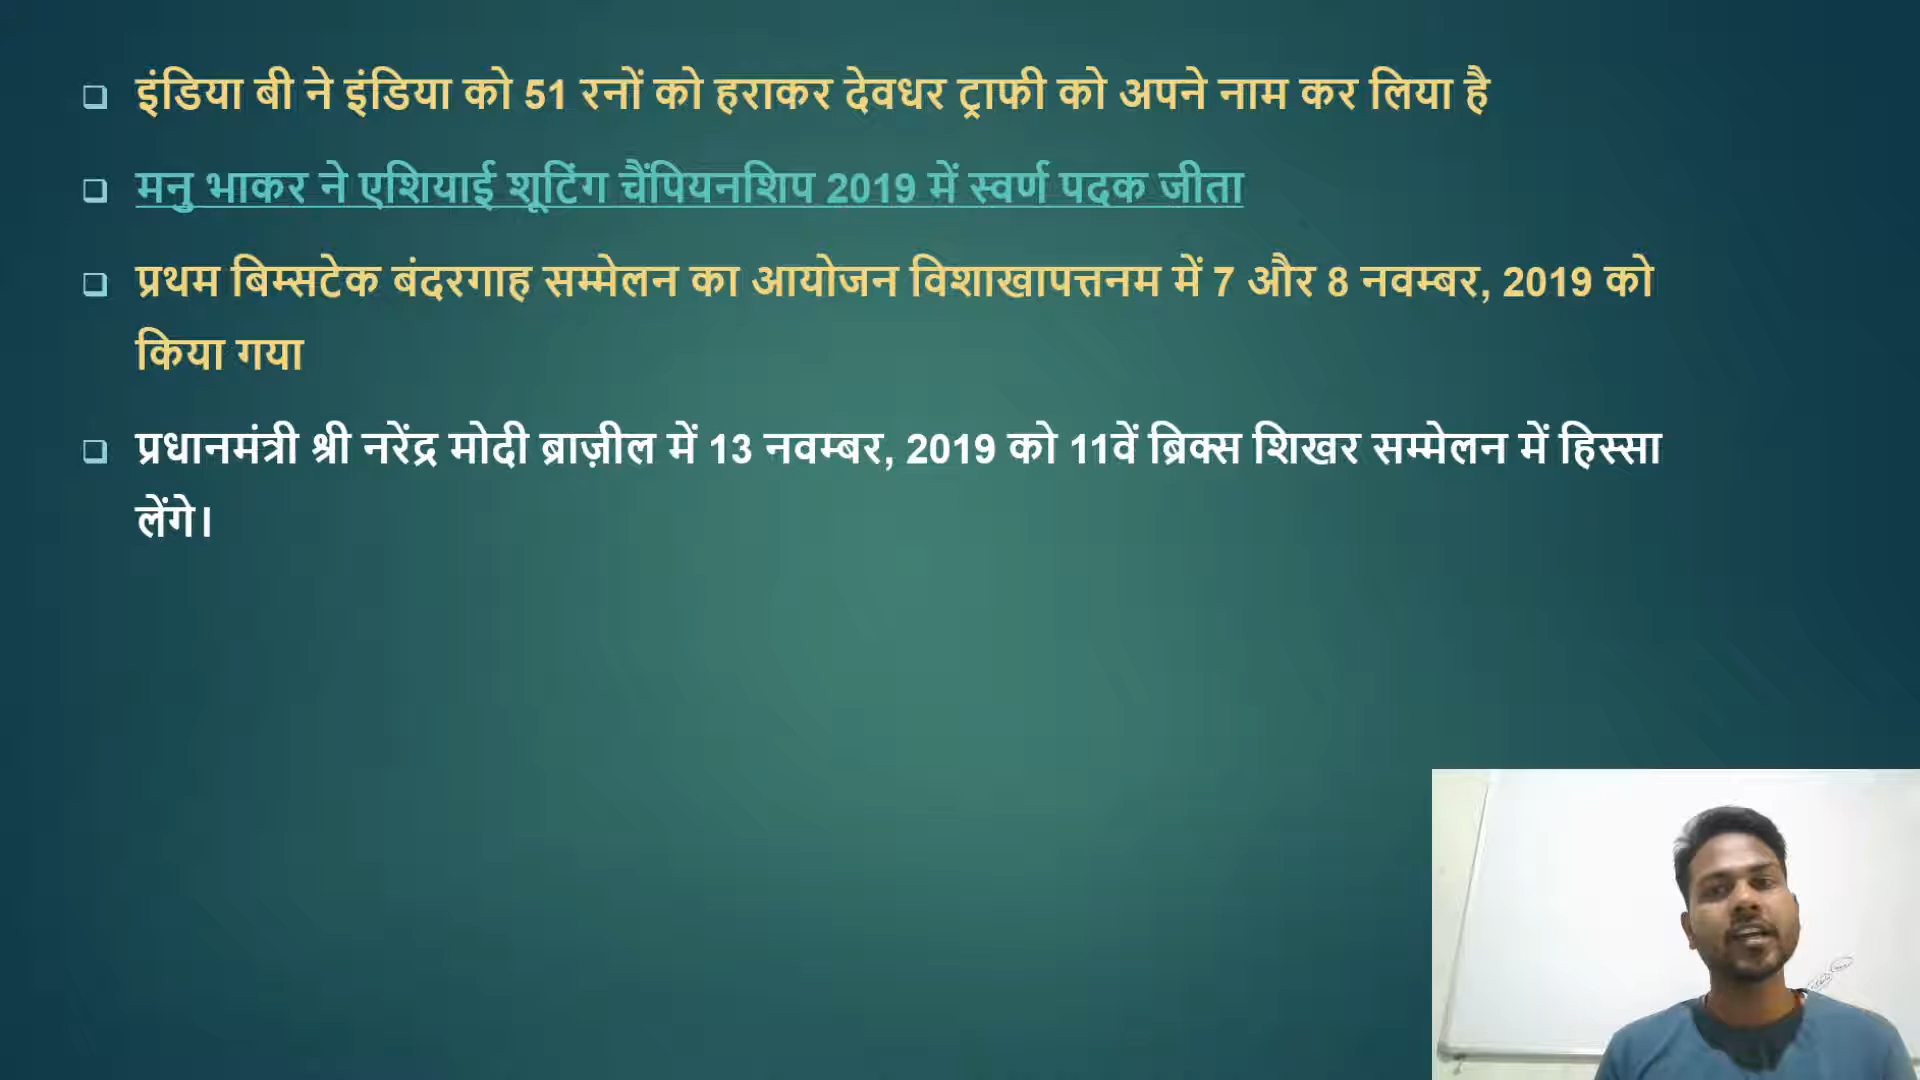 इंडिया बी ने इंडिया को 51 रनों को हराकर देवधर ट्राफी को अपने नाम कर लिया है
मनु भाकर ने एशियाई शूटिंग चैंपियनशिप 2019 में स्वर्ण पदक जीता
प्रथम बिम्सटेक बंदरगाह सम्मेलन का आयोजन विशाखापत्तनम में 7 और 8 नवम्बर, 2019 को
किया गया
प्रधानमंत्री श्री नरेंद्र मोदी ब्राज़ील में 13 नवम्बर, 2019 को 11वें ब्रिक्स शिखर सम्मेलन में हिस्सा
लेंगे।